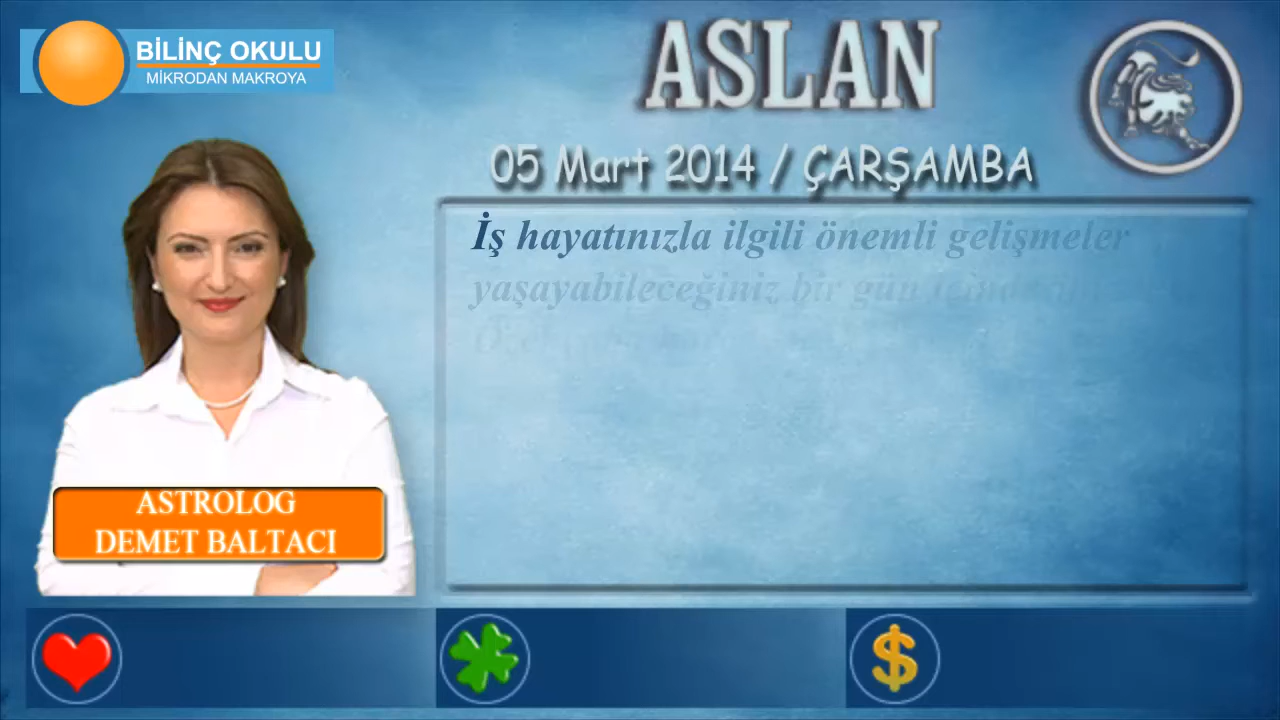 BİLİNÇ OKULU
MİKRODAN MAKROYA
ASLAN
05 Mart 2014 / ÇARŞAMBA
İş hayatınızla ilgili önemli gelişmeler
yaşayabileceğiniz bir gün
ASTROLOG
DEMET BALTACI